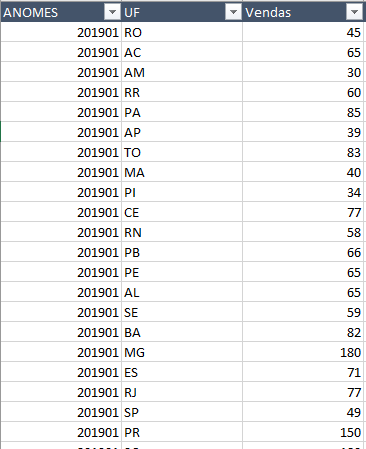 ANOMES UF Vendas
201901 RO 45
201901 AC 65
201901 AM 30
201901 RR 60
201901 PA 85
201901 AP 39
201901 TO 83
201901 MA 40
201901 PI 34
201901 CE 77
201901 RN 58
201901 PB 66
201901 PE 65
201901 AL 65
201901 SE 59
201901 BA 82
201901 MG 180
201901 ES 71
201901 RJ 77
201901 SP 49
201901 PR 150